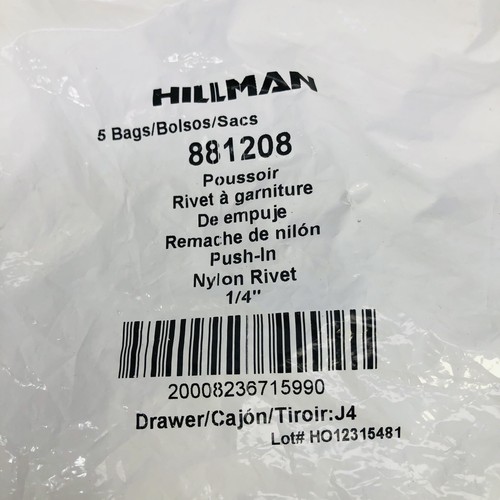 HILLMAN
5 Bags/Bolsos/Sacs
881208
Poussoir
Rivet à garniture
De empuje
Remache de nilón
Push-In
Nylon Rivet
1/4"
20008236715990
Drawer/Cajón/Tiroir:J4
Lot# HO12315481